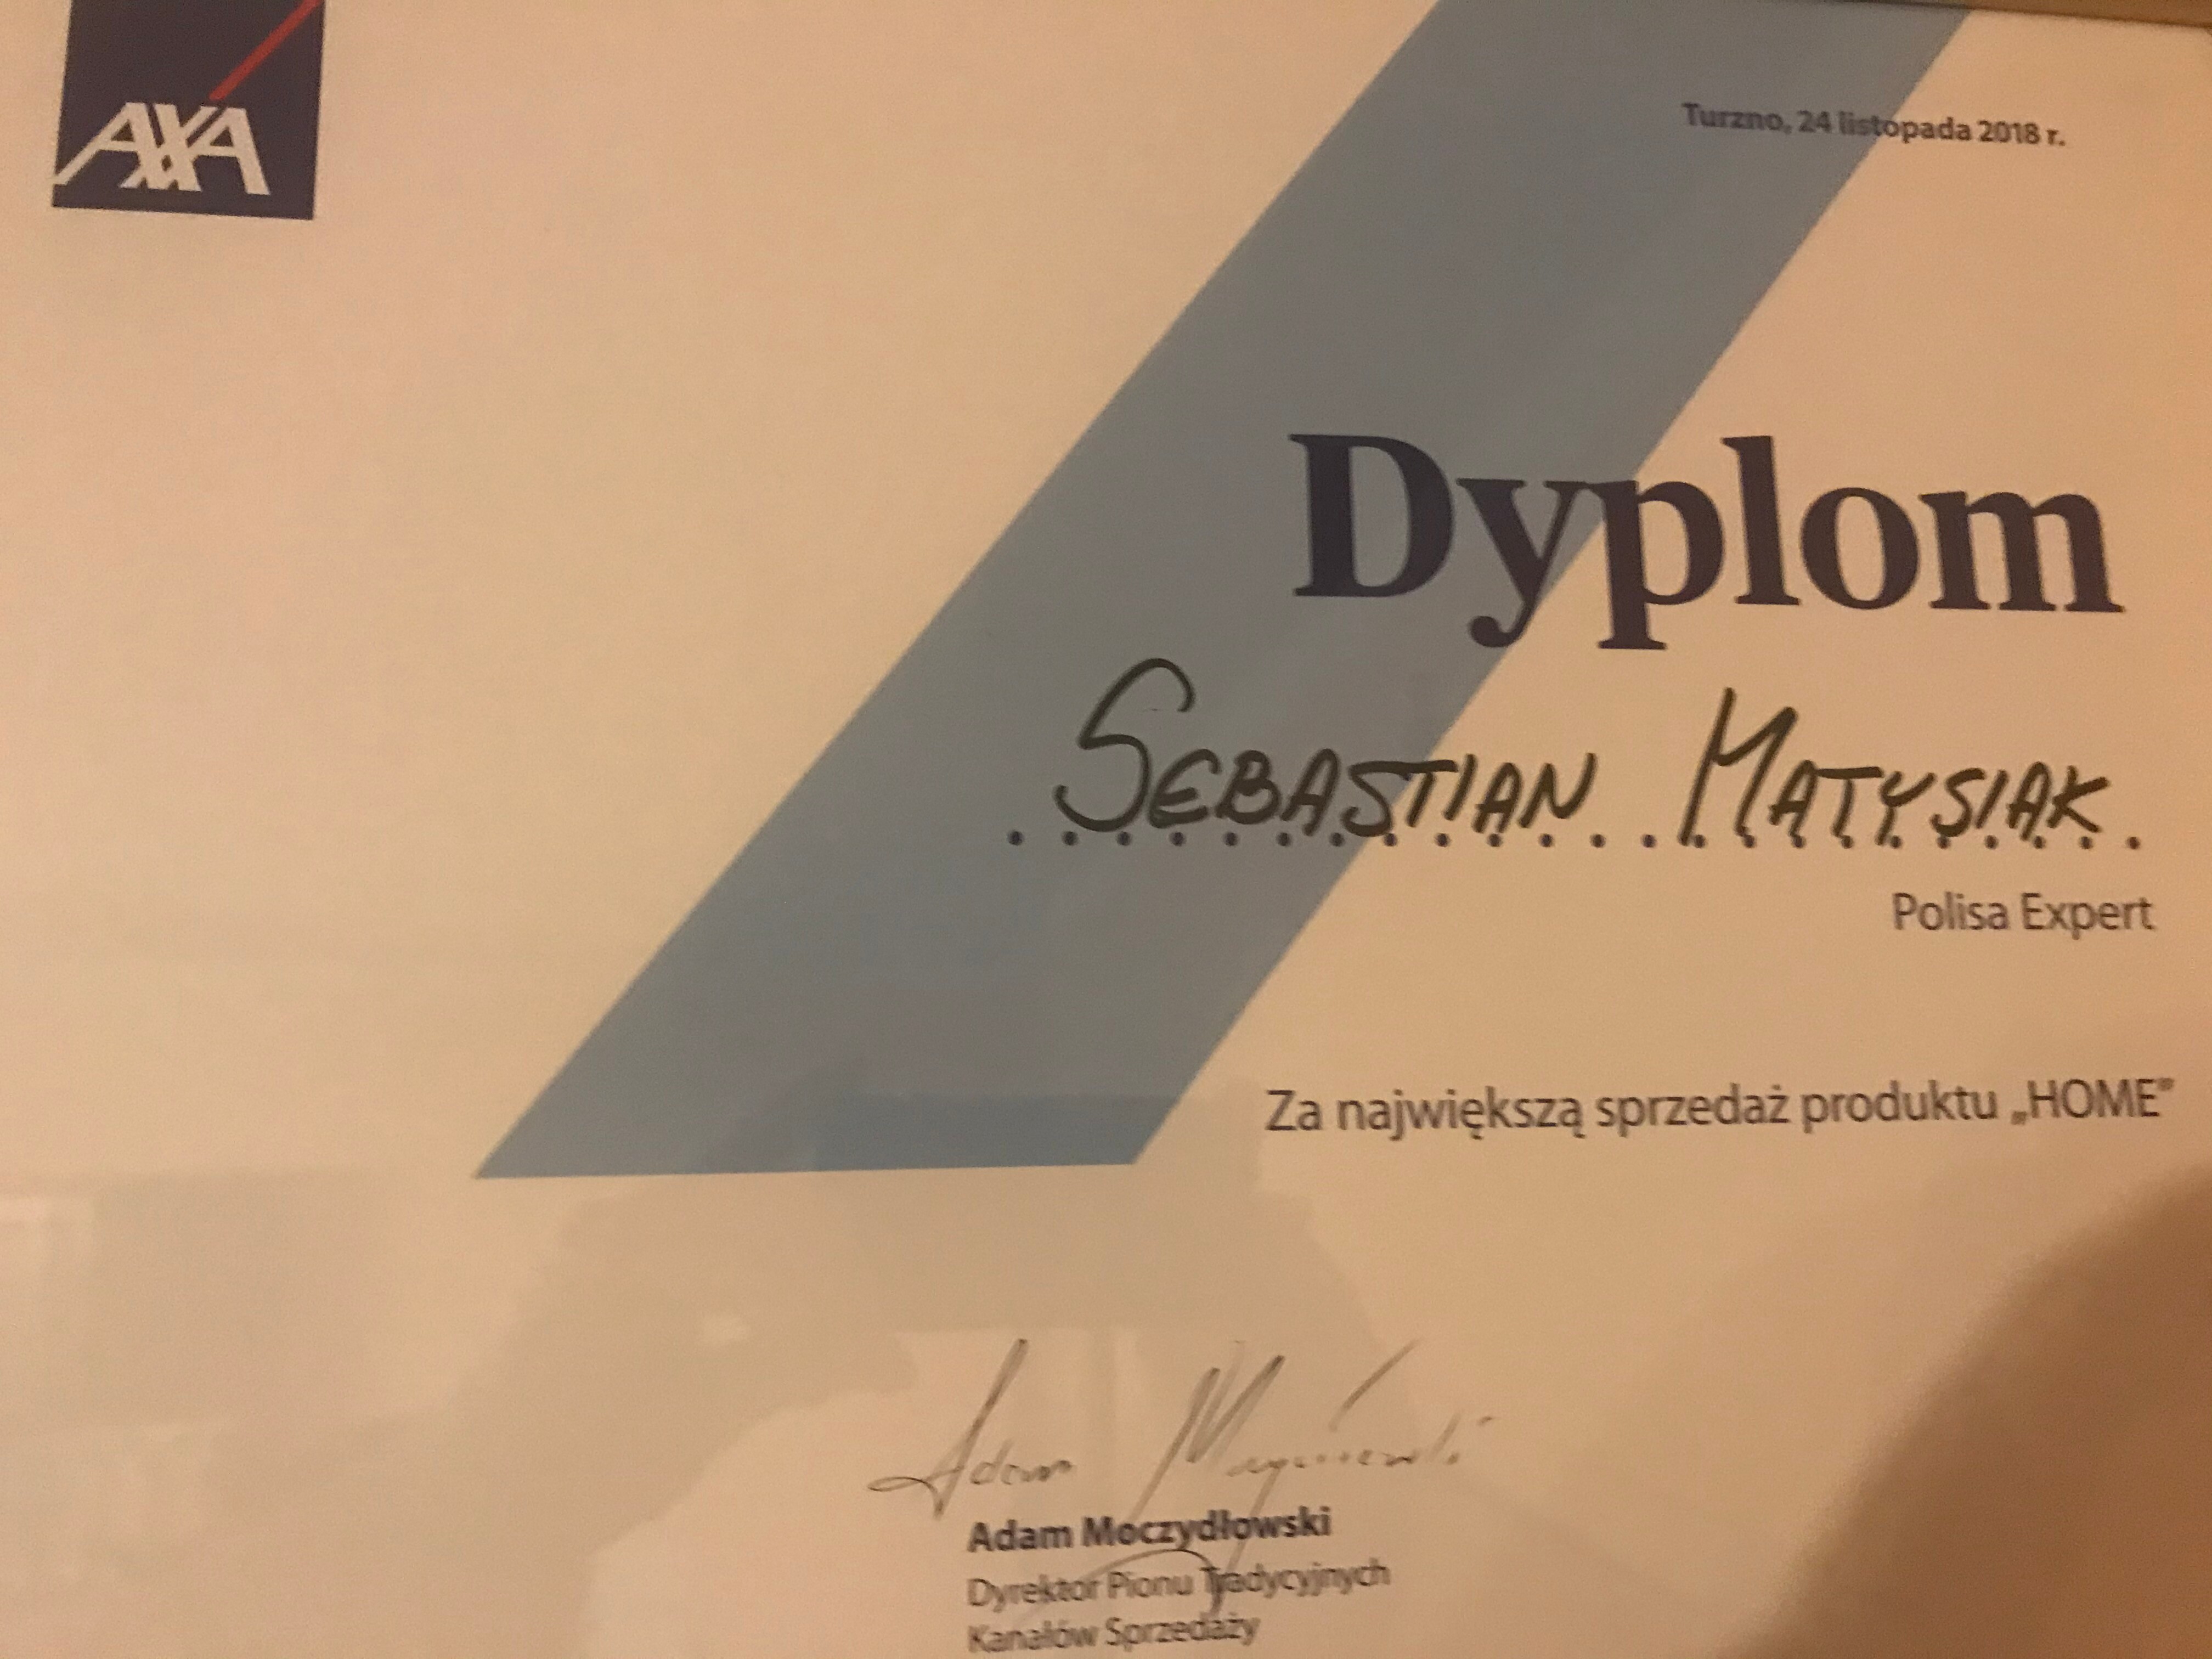 AXA
Turzno, 24 listopada 2018 r.
Dyplom
SEBASTIAN MATYSIAK
Polisa Expert
Za największą sprzedaż produktu „HOME”
Adam Moczydłowski
Dyrektor Pionu Tradycyjnych
Kanałów Sprzedaży